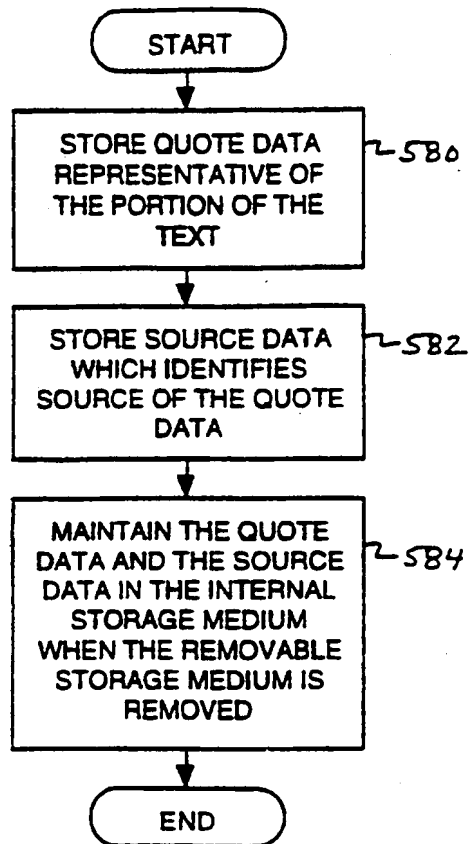 START
STORE QUOTE DATA
REPRESENTATIVE OF
THE PORTION OF THE
TEXT
580
STORE SOURCE DATA
WHICH IDENTIFIES
SOURCE OF THE QUOTE
DATA
582
MAINTAIN THE QUOTE
DATA AND THE SOURCE
DATA IN THE INTERNAL
STORAGE MEDIUM
WHEN THE REMOVABLE
STORAGE MEDIUM IS
REMOVED
584
END